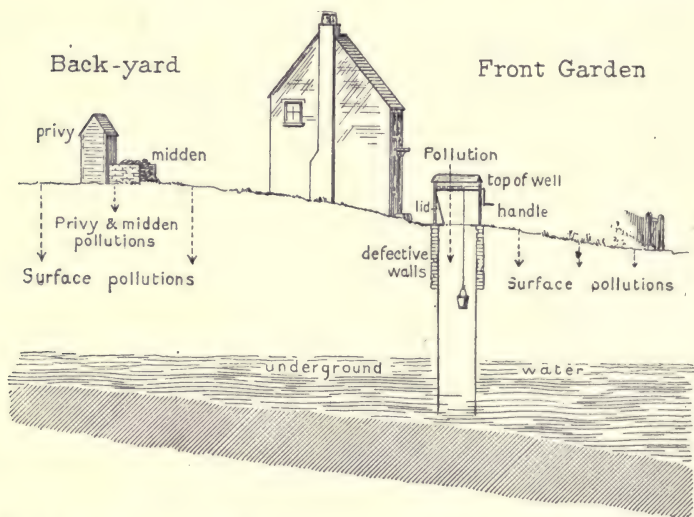 Back-yard
Front Garden
privy
midden
Pollution
top of well
lid
handle
Privy & midden
pollutions
defective
walls
Surface pollutions
Surface pollutions
underground water